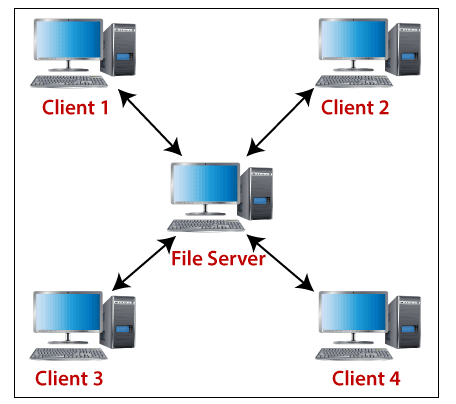 Client 1
Client 2
File Server
Client 3
Client 4